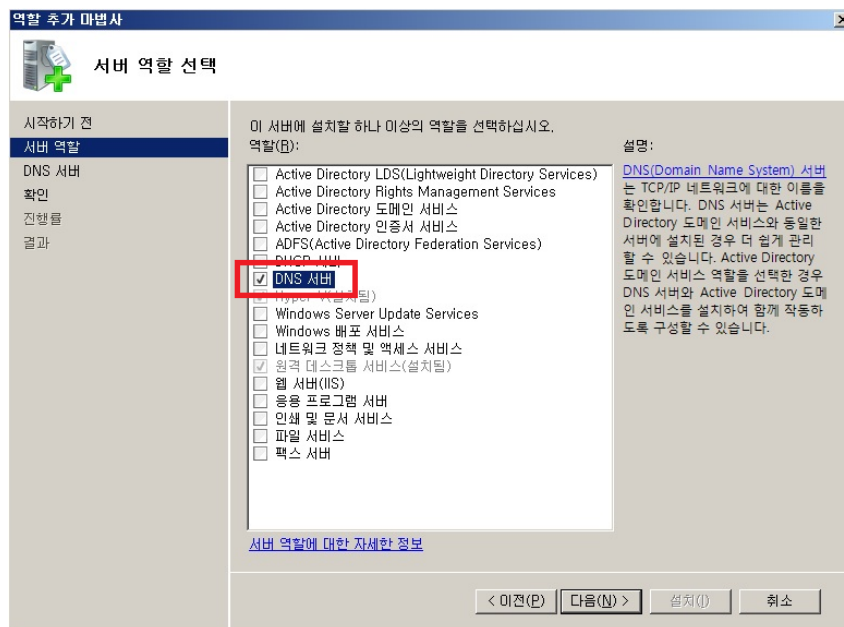 역할 추가 마법사
서버 역할 선택
시작하기 전
서버 역할
DNS 서버
확인
진행률
결과
이 서버에 설치할 하나 이상의 역할을 선택하십시오.
역할(R):
Active Directory LDS(Lightweight Directory Services)
Active Directory Rights Management Services
Active Directory 도메인 서비스
Active Directory 인증서 서비스
ADFS(Active Directory Federation Services)
DHCP 서버
DNS 서버
Hyper-V(설치됨)
Windows Server Update Services
Windows 배포 서비스
네트워크 정책 및 액세스 서비스
원격 데스크톱 서비스(설치됨)
웹 서버(IIS)
응용 프로그램 서버
인쇄 및 문서 서비스
파일 서비스
팩스 서버
서버 역할에 대한 자세한 정보
설명:
DNS(Domain Name System) 서버
는 TCP/IP 네트워크에 대한 이름을
확인합니다. DNS 서버는 Active
Directory 도메인 서비스와 동일한
서버에 설치된 경우 더 쉽게 관리
할 수 있습니다. Active Directory
도메인 서비스 역할을 선택한 경우
DNS 서버와 Active Directory 도메
인 서비스를 설치하여 함께 작동하
도록 구성할 수 있습니다.
< 이전(P) 다음(N) > 설치(I) 취소